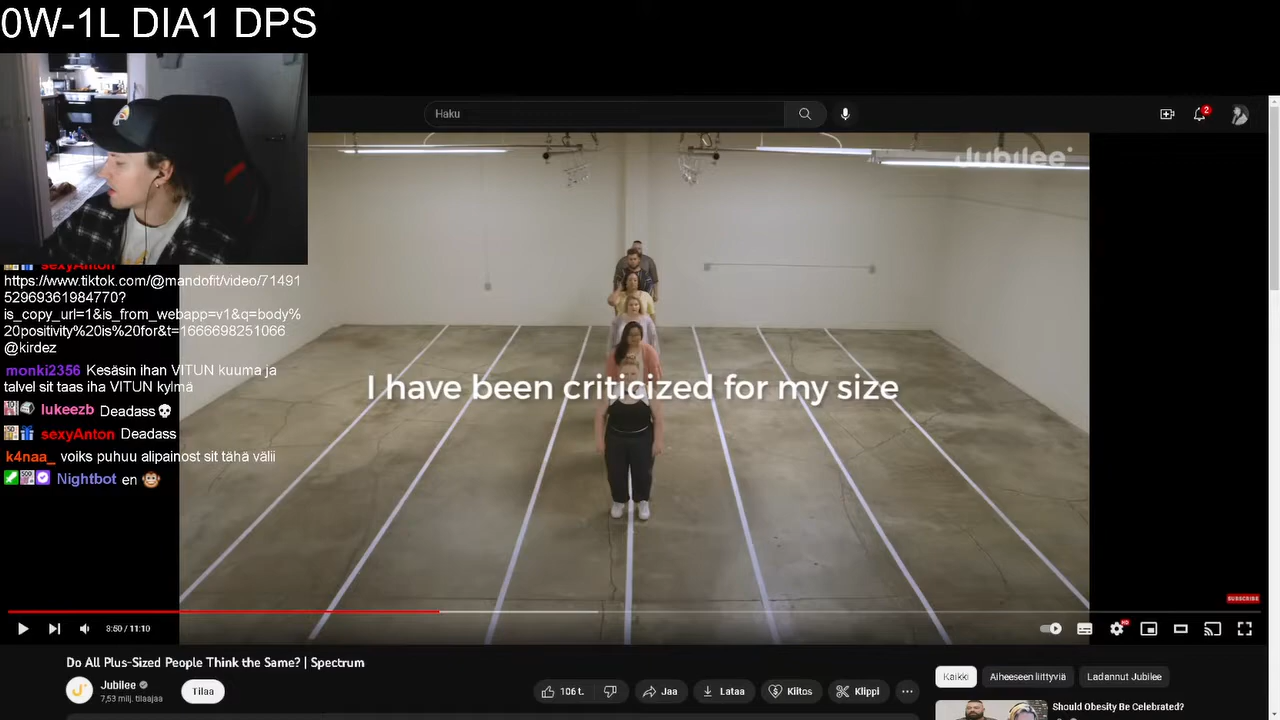 0W-1L DIA1 DPS
Haku
2
Jubilee
sexyAnton
https://www.tiktok.com/@mandofit/video/71491
52969361984770?
is_copy_url=1&is_from_webapp=v1&q=body%
20positivity%20is%20for&t=1666698251066
@kirdez
monki2356 Kesäsin ihan VITUN kuuma ja
talvel sit taas iha VITUN kylmä
lukeezb Deadass💀
sexyAnton Deadass
k4naa_ voiks puhuu alipainost sit tähä välii
Nightbot en 🐵
I have been criticized for my size
SUBSCRIBE
3:50 / 11:10
HD
Do All Plus-Sized People Think the Same? | Spectrum
Jubilee
7,53 milj. tilaajaa
Tilaa
106 t.
Jaa
Lataa
Kiitos
Klippi
Kaikki
Aiheeseen liittyviä
Ladannut Jubilee
Should Obesity Be Celebrated?